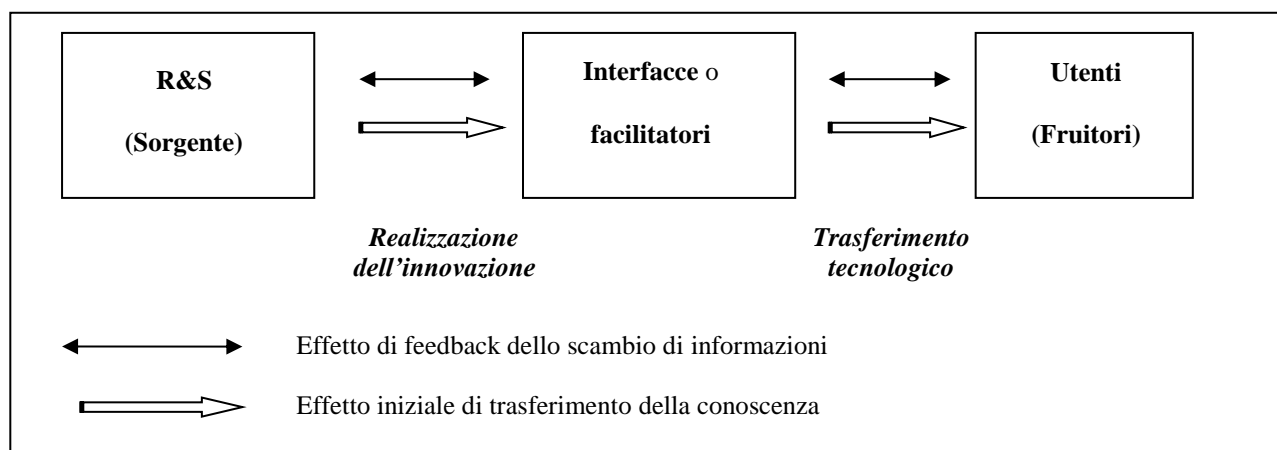 R&S
(Sorgente)
Interfacce o
facilitatori
Utenti
(Fruitori)
Realizzazione
dell’innovazione
Trasferimento
tecnologico
Effetto di feedback dello scambio di informazioni
Effetto iniziale di trasferimento della conoscenza